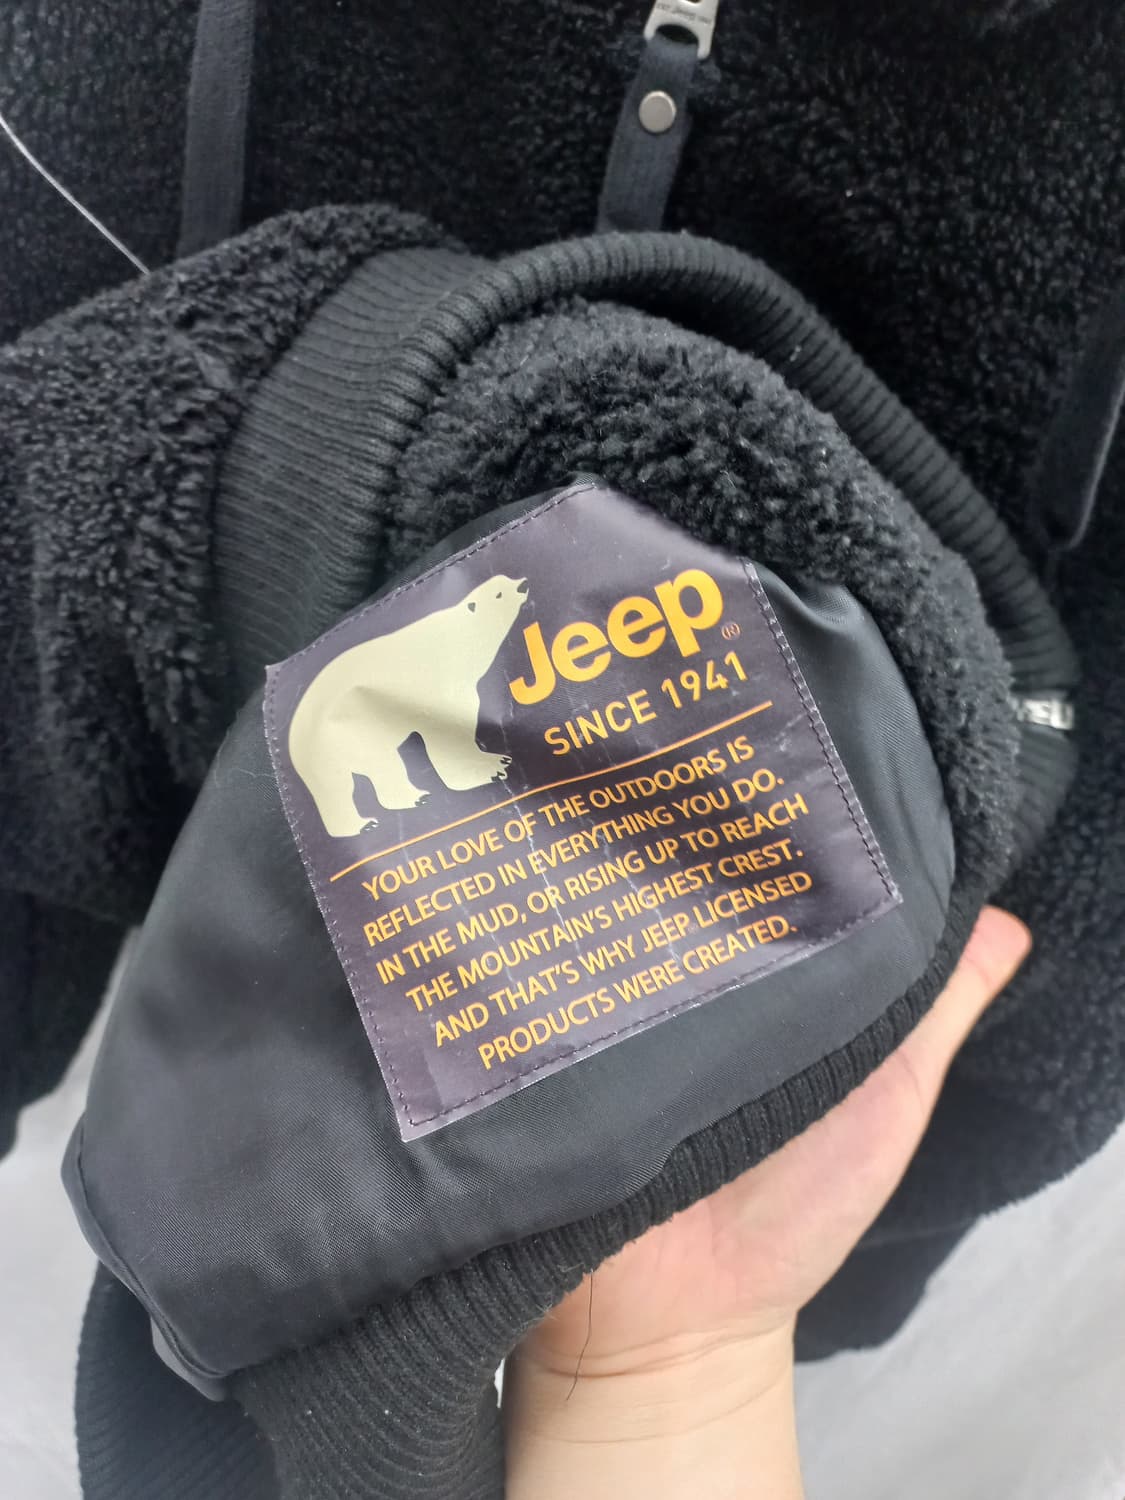 Jeep®
SINCE 1941
YOUR LOVE OF THE OUTDOORS IS
REFLECTED IN EVERYTHING YOU DO.
IN THE MUD, OR RISING UP TO REACH
THE MOUNTAIN'S HIGHEST CREST.
AND THAT'S WHY JEEP® LICENSED
PRODUCTS WERE CREATED.